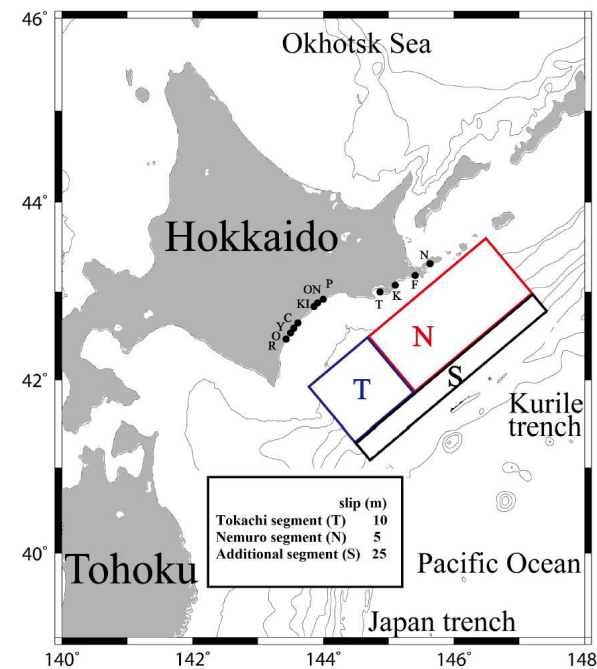 46°
Okhotsk Sea
44°
Hokkaido
N
P
ON
KI
F
K
T
C
Y
O
R
N
42°
T
S
Kurile
trench
slip (m)
Tokachi segment (T) 10
Nemuro segment (N) 5
Additional segment (S) 25
40°
Tohoku
Pacific Ocean
Japan trench
140 142 144 146 148